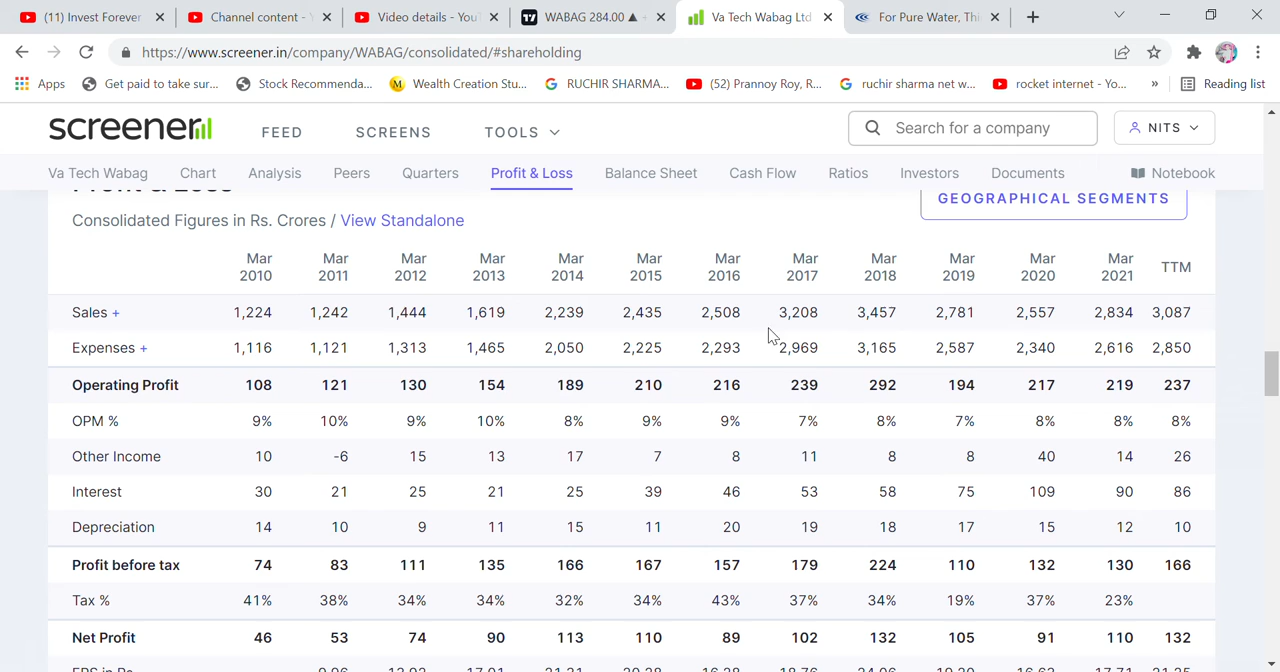 (11) Invest Forever
Channel content -
Video details - You
WABAG 284.00 ▲
Va Tech Wabag Ltd
For Pure Water, Thi
https://www.screener.in/company/WABAG/consolidated/#shareholding
Apps Get paid to take sur... Stock Recommenda... Wealth Creation Stu... RUCHIR SHARMA... (52) Prannoy Roy, R... ruchir sharma net w... rocket internet - Yo... » Reading list
screener FEED SCREENS TOOLS Search for a company NITS
Va Tech Wabag Chart Analysis Peers Quarters Profit & Loss Balance Sheet Cash Flow Ratios Investors Documents Notebook
Profit & Loss
Consolidated Figures in Rs. Crores / View Standalone GEOGRAPHICAL SEGMENTS
Mar 2010 Mar 2011 Mar 2012 Mar 2013 Mar 2014 Mar 2015 Mar 2016 Mar 2017 Mar 2018 Mar 2019 Mar 2020 Mar 2021 TTM
Sales + 1,224 1,242 1,444 1,619 2,239 2,435 2,508 3,208 3,457 2,781 2,557 2,834 3,087
Expenses + 1,116 1,121 1,313 1,465 2,050 2,225 2,293 2,969 3,165 2,587 2,340 2,616 2,850
Operating Profit 108 121 130 154 189 210 216 239 292 194 217 219 237
OPM % 9% 10% 9% 10% 8% 9% 9% 7% 8% 7% 8% 8% 8%
Other Income 10 -6 15 13 17 7 8 11 8 8 40 14 26
Interest 30 21 25 21 25 39 46 53 58 75 109 90 86
Depreciation 14 10 9 11 15 11 20 19 18 17 15 12 10
Profit before tax 74 83 111 135 166 167 157 179 224 110 132 130 166
Tax % 41% 38% 34% 34% 32% 34% 43% 37% 34% 19% 37% 23%
Net Profit 46 53 74 90 113 110 89 102 132 105 91 110 132